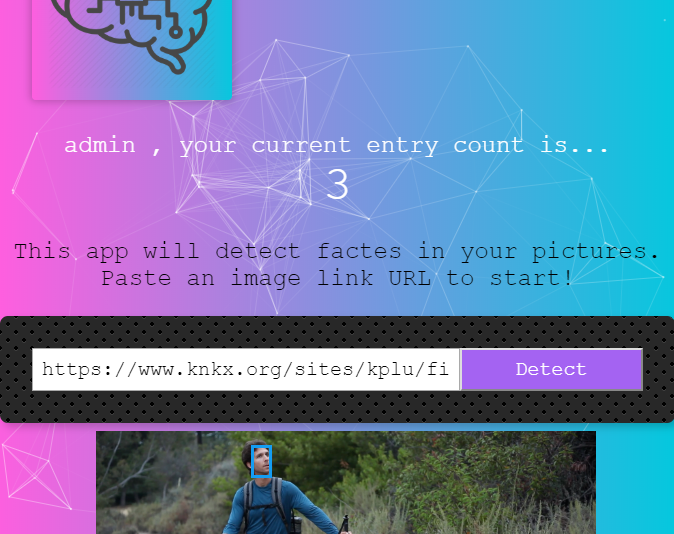 admin , your current entry count is...
3
This app will detect factes in your pictures.
Paste an image link URL to start!
https://www.knkx.org/sites/kplu/fi
Detect